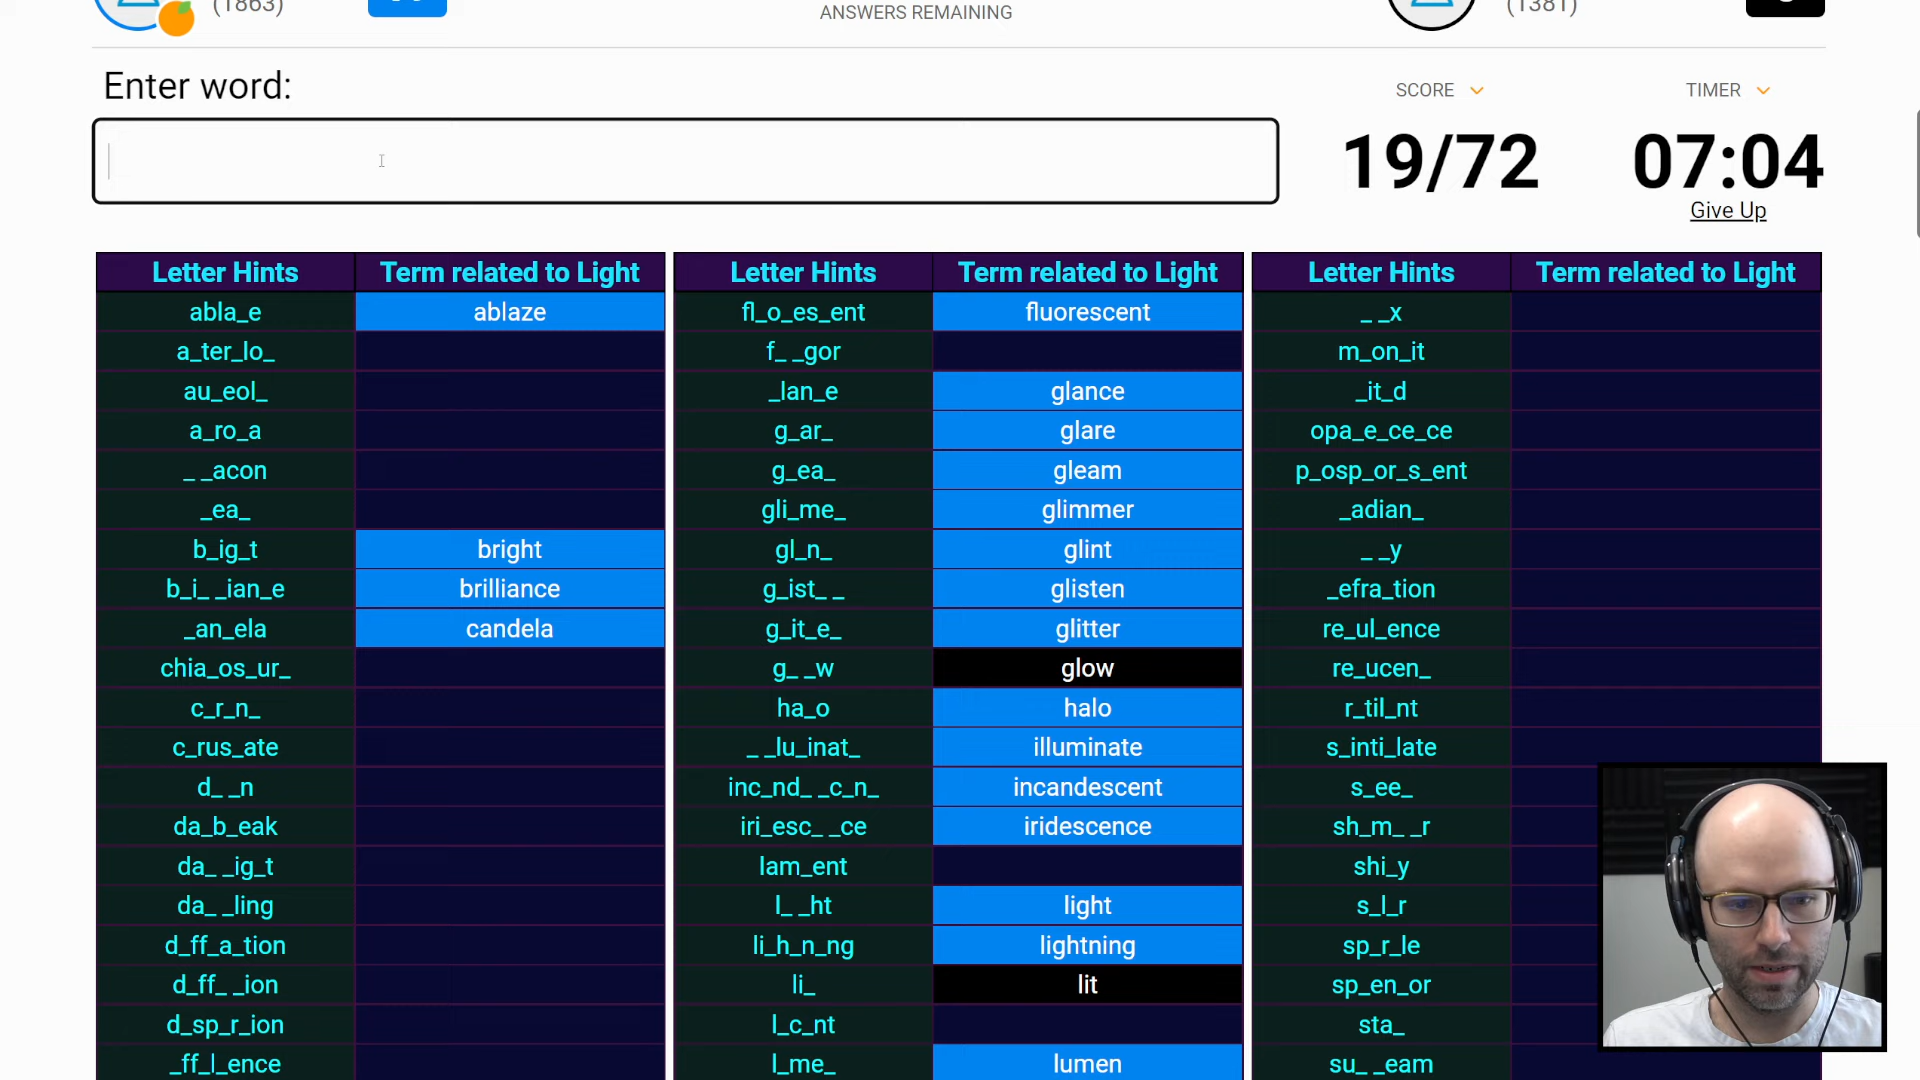 (1863)
ANSWERS REMAINING
(1381)
Enter word:
SCORE
TIMER
19/72
07:04
Give Up
Letter Hints Term related to Light Letter Hints Term related to Light Letter Hints Term related to Light
abla_e ablaze fl_o_es_ent fluorescent _ _x
a_ter_lo_ f_ _gor m_on_it
au_eol_ _lan_e glance _it_d
a_ro_a g_ar_ glare opa_e_ce_ce
_ _acon g_ea_ gleam p_osp_or_s_ent
_ea_ gli_me_ glimmer _adian_
b_ig_t bright gl_n_ glint _ _y
b_i_ _ian_e brilliance g_ist_ _ glisten _efra_tion
_an_ela candela g_it_e_ glitter re_ul_ence
chia_os_ur_ g_ _w glow re_ucen_
c_r_n_ ha_o halo r_til_nt
c_rus_ate _ _lu_inat_ illuminate s_inti_late
d_ _n inc_nd_ _c_n_ incandescent s_ee_
da_b_eak iri_esc_ _ce iridescence sh_m_ _r
da_ _ig_t lam_ent shi_y
da_ _ling l_ _ht light s_l_r
d_ff_a_tion li_h_n_ng lightning sp_r_le
d_ff_ _ion li_ lit sp_en_or
d_sp_r_ion l_c_nt sta_
_ff_l_ence l_me_ lumen su_ _eam